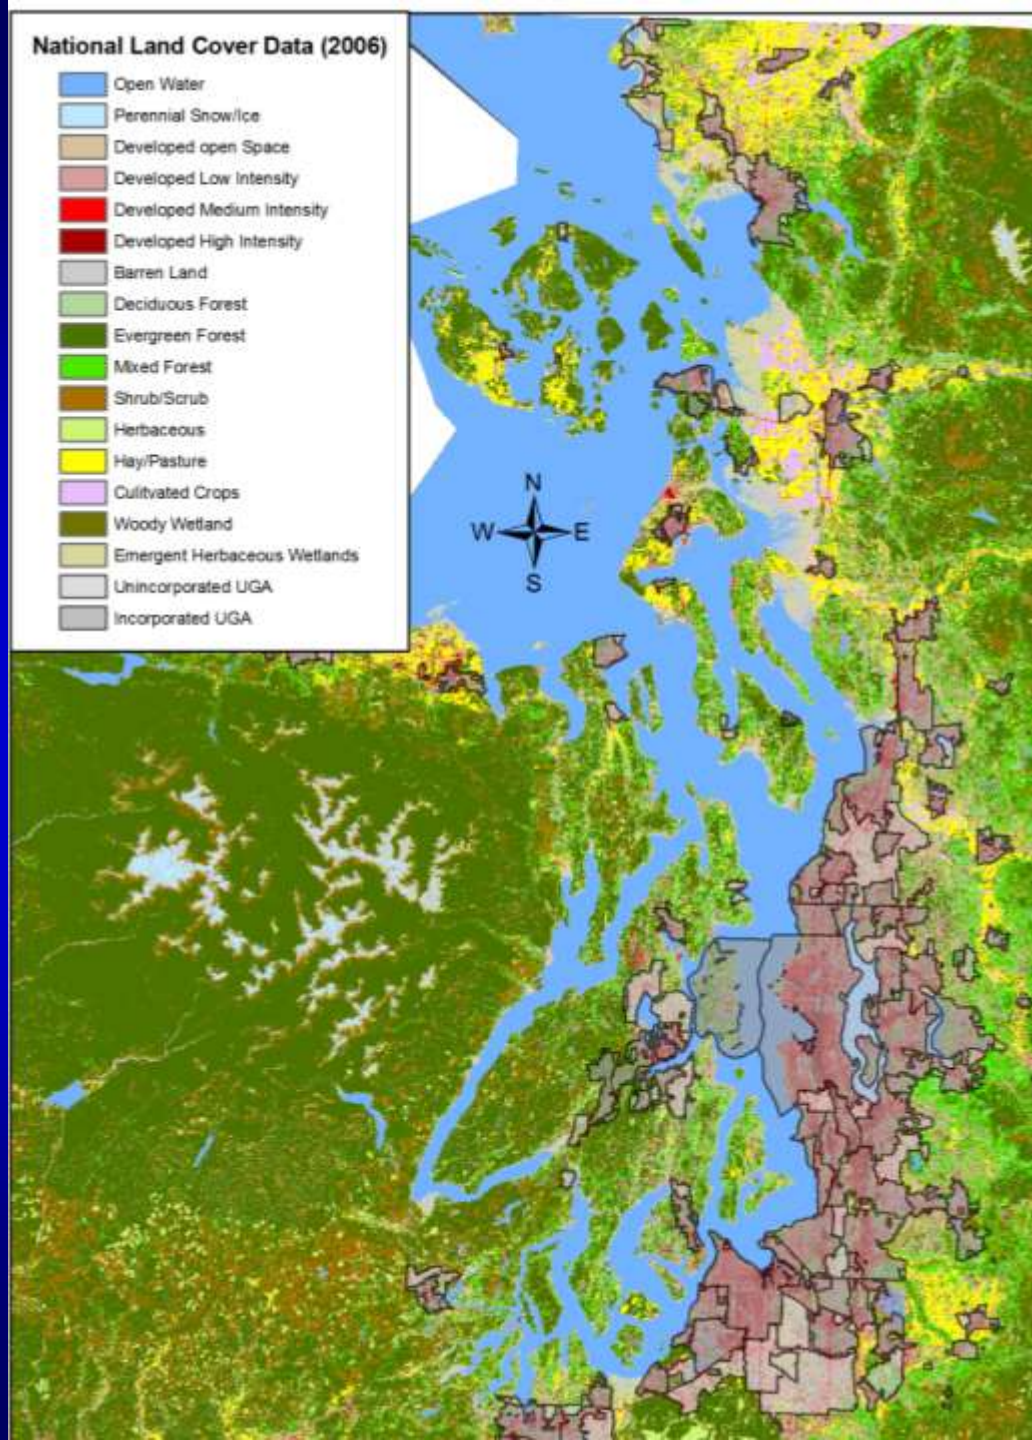 National Land Cover Data (2006)
Open Water
Perennial Snow/Ice
Developed open Space
Developed Low Intensity
Developed Medium Intensity
Developed High Intensity
Barren Land
Deciduous Forest
Evergreen Forest
Mixed Forest
Shrub/Scrub
Herbaceous
Hay/Pasture
Culitvated Crops
Woody Wetland
Emergent Herbaceous Wetlands
Unincorporated UGA
Incorporated UGA
N
W E
S